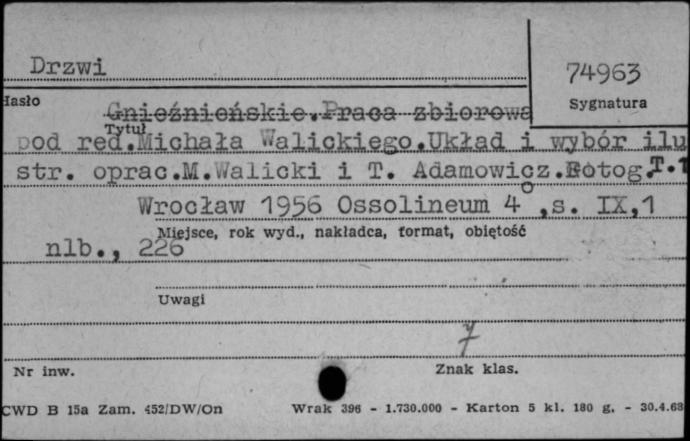 Drzwi
74963
Hasło
Sygnatura
Gnieźnieńskie.Praca zbiorowa
Tytuł
pod red.Michała Walickiego.Układ i wybór ilu
str. oprac.M.Walicki i T. Adamowicz.Fotog.T.1
Wrocław 1956 Ossolineum 4°,s. IX,1
Miejsce, rok wyd., nakładca, format, objętość
nlb., 226
Uwagi
7
Nr inw.
Znak klas.
CWD B 15a Zam. 452/DW/On
Wrak 396 - 1.730.000 - Karton 5 kl. 180 g. - 30.4.68